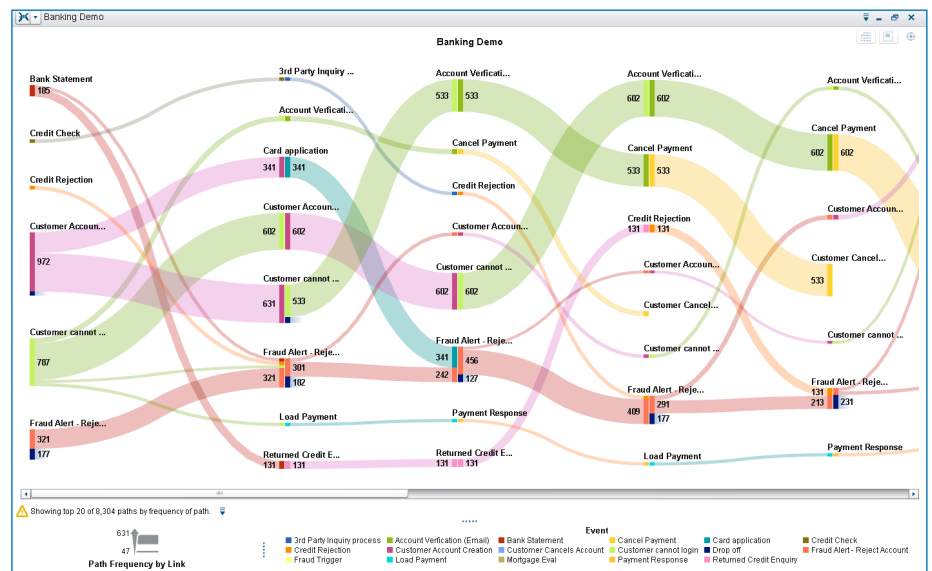 Banking Demo
Banking Demo
Bank Statement
185
Credit Check
Credit Rejection
Customer Accoun...
972
Customer cannot ...
787
Fraud Alert - Reje...
321
177
3rd Party Inquiry ...
Account Verficati...
Card application
341 341
Customer Accoun...
602 602
Customer cannot ...
631 533
Fraud Alert - Reje...
301
321
182
Load Payment
Returned Credit E...
131 131
Account Verficati...
533 533
Cancel Payment
Credit Rejection
Customer Accoun...
Customer cannot ...
602 602
Fraud Alert - Reje...
341 456
242 127
Payment Response
Returned Credit E...
131 131
Account Verficati...
602 602
Cancel Payment
533 533
Credit Rejection
131 131
Customer Accoun...
Customer Cancel...
Customer cannot ...
Fraud Alert - Reje...
291
409
177
Load Payment
Account Verficati...
Cancel Payment
602 602
Customer Accoun...
Customer Cancel...
533
Customer cannot ...
Fraud Alert - Reje...
131
213 231
Payment Response
Showing top 20 of 8,304 paths by frequency of path.
631
47
Path Frequency by Link
Event
3rd Party Inquiry process Account Verfication (Email) Bank Statement Cancel Payment Card application Credit Check
Credit Rejection Customer Account Creation Customer Cancels Account Customer cannot login Drop off Fraud Alert - Reject Account
Fraud Trigger Load Payment Mortgage Eval Payment Response Returned Credit Enquiry